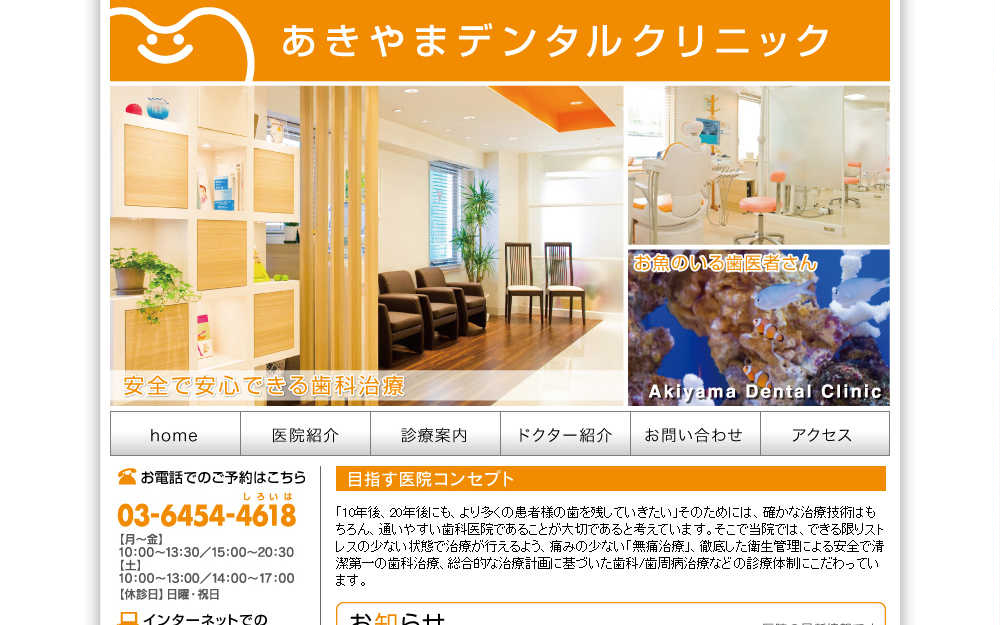 あきやまデンタルクリニック
お魚のいる歯医者さん
安全で安心できる歯科治療
Akiyama Dental Clinic
home
医院紹介
診療案内
ドクター紹介
お問い合わせ
アクセス
お電話でのご予約はこちら
しろいは
03-6454-4618
【月～金】
10:00～13:30／15:00～20:30
【土】
10:00～13:00／14:00～17:00
【休診日】日曜・祝日
インターネットでの
目指す医院コンセプト
「10年後、20年後にも、より多くの患者様の歯を残していきたい」そのためには、確かな治療技術はも
ちろん、通いやすい歯科医院であることが大切であると考えています。そこで当院では、できる限りスト
レスの少ない状態で治療が行えるよう、痛みの少ない「無痛治療」、徹底した衛生管理による安全で清
潔第一の歯科治療、総合的な治療計画に基づいた歯科/歯周病治療などの診療体制にこだわってい
ます。
お知らせ